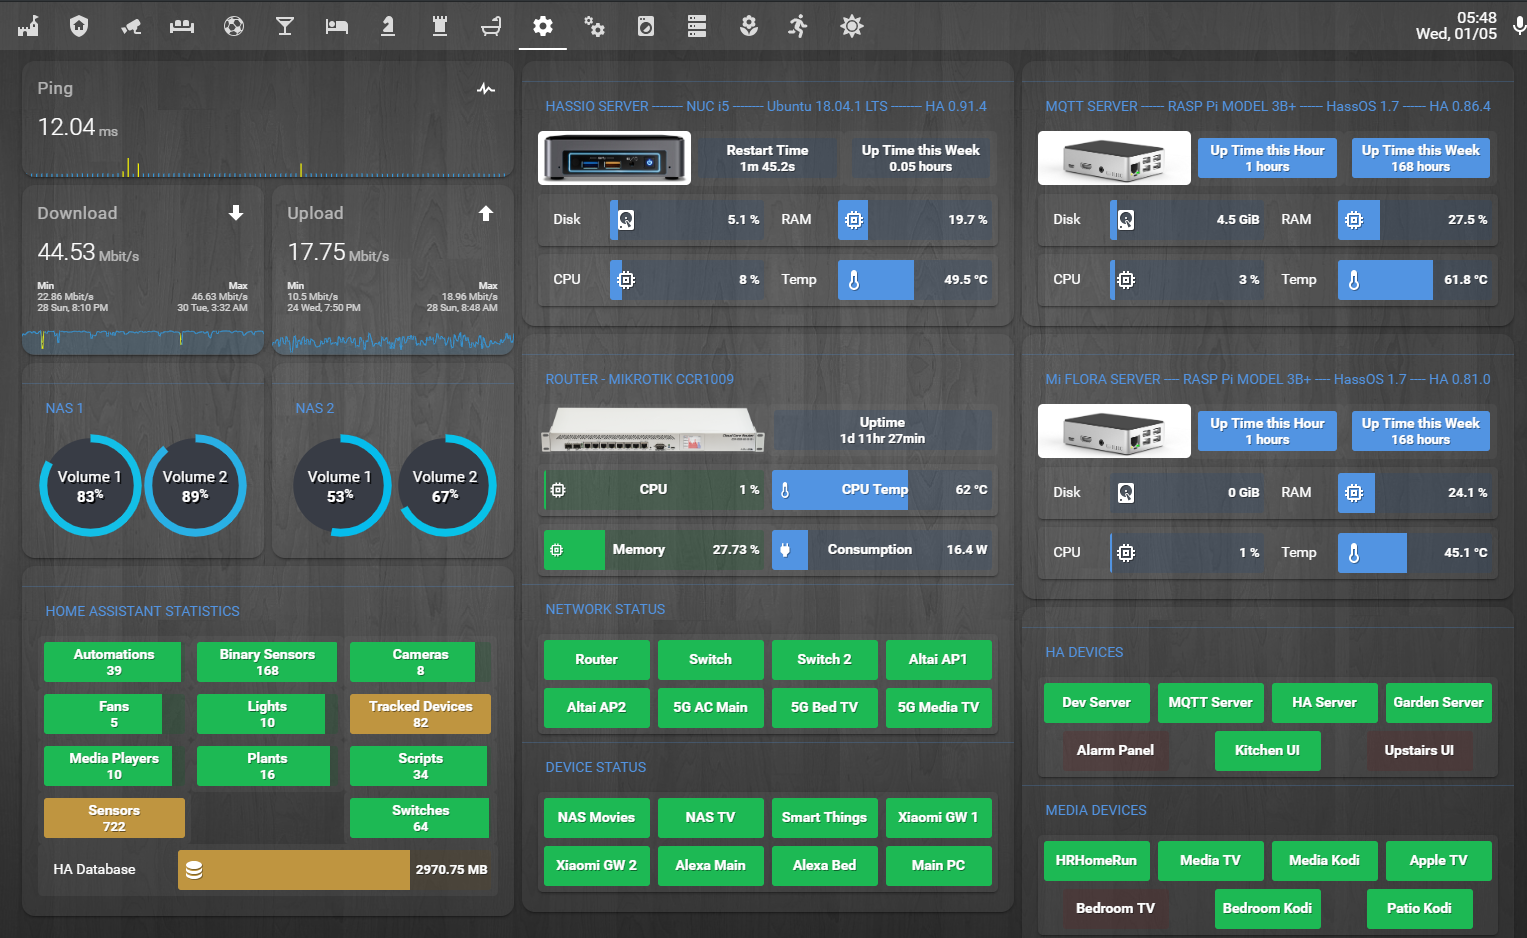 05:48
Wed, 01/05
Ping
12.04 ms
Download
44.53 Mbit/s
Min
Max
22.86 Mbit/s
46.63 Mbit/s
28 Sun, 8:10 PM
30 Tue, 3:32 AM
Upload
17.75 Mbit/s
Min
Max
10.5 Mbit/s
18.96 Mbit/s
24 Wed, 7:50 PM
28 Sun, 8:48 AM
NAS 1
Volume 1
83%
Volume 2
89%
NAS 2
Volume 1
53%
Volume 2
67%
HOME ASSISTANT STATISTICS
Automations
39
Binary Sensors
168
Cameras
8
Fans
5
Lights
10
Tracked Devices
82
Media Players
10
Plants
16
Scripts
34
Sensors
722
Switches
64
HA Database
2970.75 MB
HASSIO SERVER ------- NUC i5 ------- Ubuntu 18.04.1 LTS ------- HA 0.91.4
Restart Time
1m 45.2s
Up Time this Week
0.05 hours
Disk
5.1 %
RAM
19.7 %
CPU
8 %
Temp
49.5 °C
ROUTER - MIKROTIK CCR1009
Uptime
1d 11hr 27min
CPU
1 %
CPU Temp
62 °C
Memory
27.73 %
Consumption
16.4 W
NETWORK STATUS
Router
Switch
Switch 2
Altai AP1
Altai AP2
5G AC Main
5G Bed TV
5G Media TV
DEVICE STATUS
NAS Movies
NAS TV
Smart Things
Xiaomi GW 1
Xiaomi GW 2
Alexa Main
Alexa Bed
Main PC
MQTT SERVER ----- RASP Pi MODEL 3B+ ----- HassOS 1.7 ----- HA 0.86.4
Up Time this Hour
1 hours
Up Time this Week
168 hours
Disk
4.5 GiB
RAM
27.5 %
CPU
3 %
Temp
61.8 °C
Mi FLORA SERVER ---- RASP Pi MODEL 3B+ ---- HassOS 1.7 ---- HA 0.81.0
Up Time this Hour
1 hours
Up Time this Week
168 hours
Disk
0 GiB
RAM
24.1 %
CPU
1 %
Temp
45.1 °C
HA DEVICES
Dev Server
MQTT Server
HA Server
Garden Server
Alarm Panel
Kitchen UI
Upstairs UI
MEDIA DEVICES
HRHomeRun
Media TV
Media Kodi
Apple TV
Bedroom TV
Bedroom Kodi
Patio Kodi